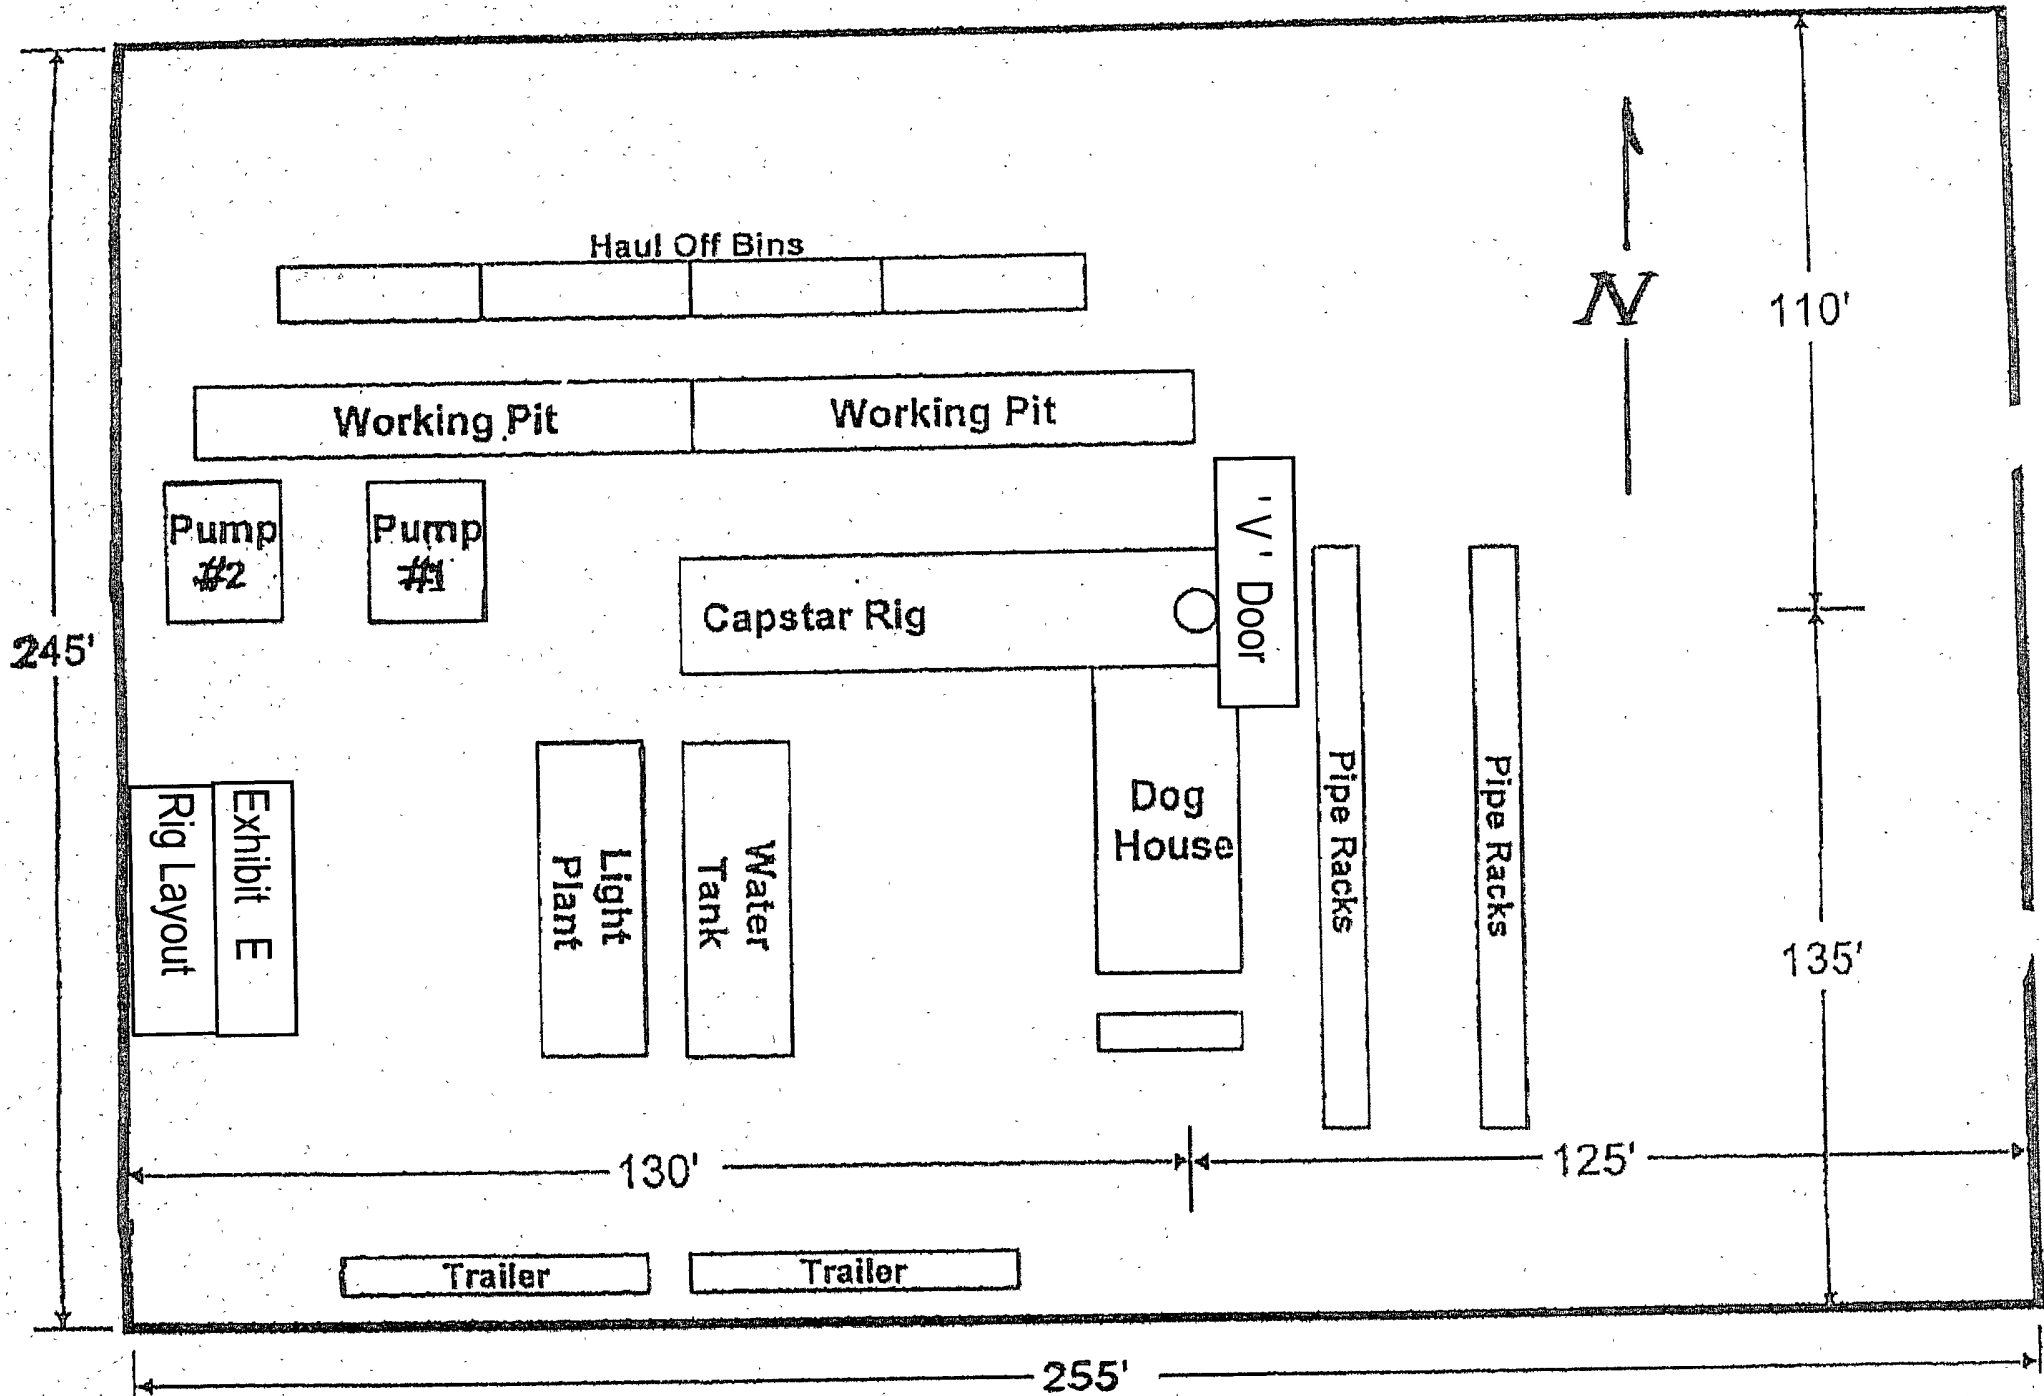 Haul Off Bins
N
110'
Working Pit
Working Pit
Pump
#2
Pump
#1
'V' Door
Capstar Rig
245'
Rig Layout
Exhibit E
Light
Plant
Water
Tank
Dog
House
Pipe Racks
Pipe Racks
135'
130'
125'
Trailer
Trailer
255'